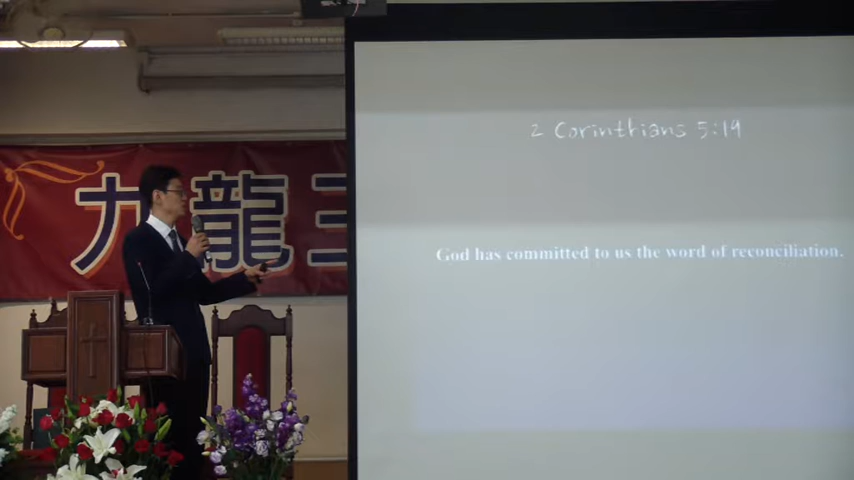 2 Corinthians 5:19
God has committed to us the word of reconciliation.
九龍